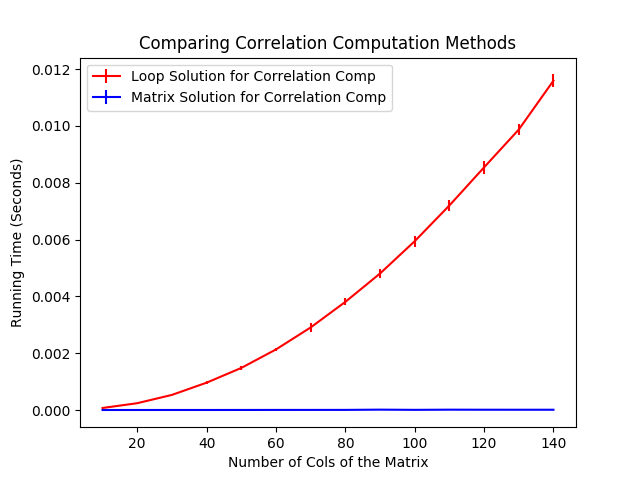 Comparing Correlation Computation Methods
Loop Solution for Correlation Comp
Matrix Solution for Correlation Comp
Running Time (Seconds)
0.012
0.010
0.008
0.006
0.004
0.002
0.000
20 40 60 80 100 120 140
Number of Cols of the Matrix